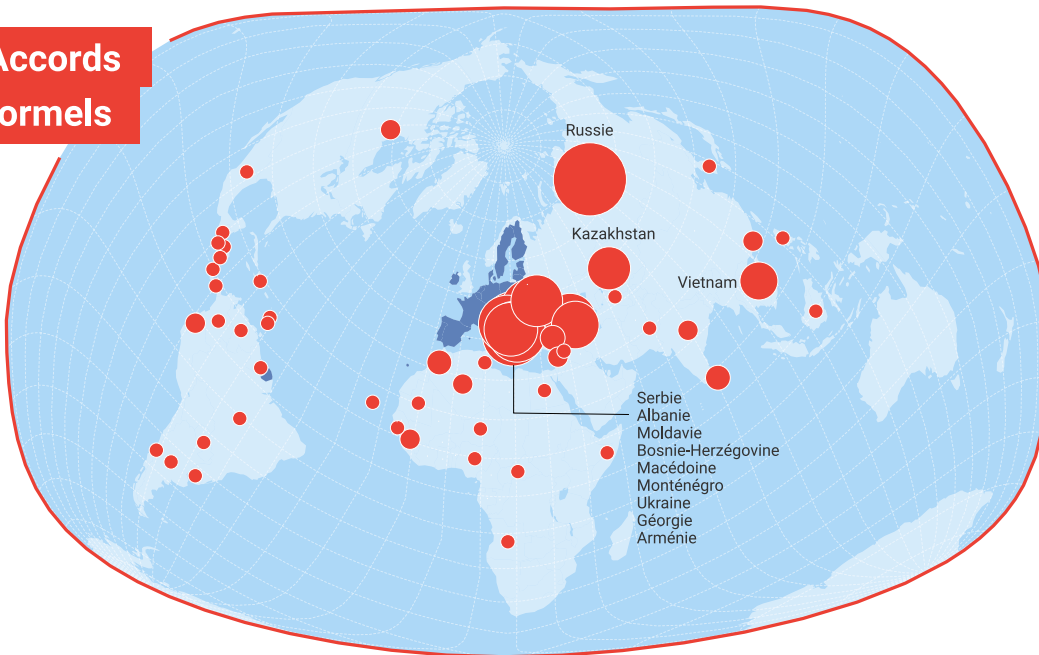 Accords
ormels
Russie
Kazakhstan
Vietnam
Serbie
Albanie
Moldavie
Bosnie-Herzégovine
Macédoine
Monténégro
Ukraine
Géorgie
Arménie